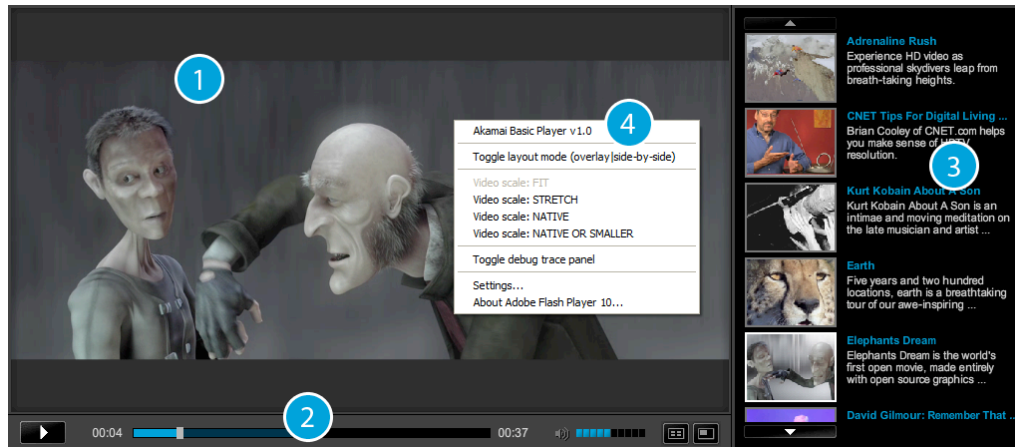 1
Akamai Basic Player v1.0
4
Toggle layout mode (overlay|side-by-side)
Video scale: FIT
Video scale: STRETCH
Video scale: NATIVE
Video scale: NATIVE OR SMALLER
Toggle debug trace panel
Settings...
About Adobe Flash Player 10...
2
00:04
00:37
Adrenaline Rush
Experience HD video as
professional skydivers leap from
breath-taking heights.
CNET Tips For Digital Living ...
Brian Cooley of CNET.com helps
you make sense of HDTV
resolution.
3
Kurt Kobain About A Son
Kurt Kobain About A Son is an
intimae and moving meditation on
the late musician and artist ...
Earth
Five years and two hundred
locations, earth is a breathtaking
tour of our awe-inspiring ...
Elephants Dream
Elephants Dream is the world's
first open movie, made entirely
with open source graphics ...
David Gilmour: Remember That ..